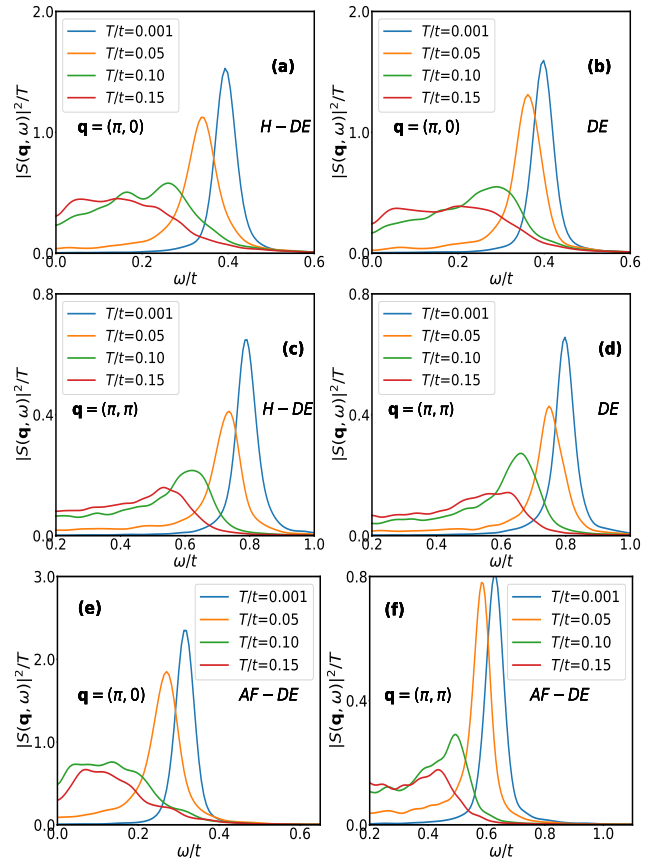 2.0
1.0
0.0
|S(q, ω)|²/T
T/t=0.001
T/t=0.05
T/t=0.10
T/t=0.15
(a)
q = (π, 0)
H − DE
0.0 0.2 0.4 0.6
ω/t
2.0
1.0
0.0
|S(q, ω)|²/T
T/t=0.001
T/t=0.05
T/t=0.10
T/t=0.15
(b)
q = (π, 0)
DE
0.0 0.2 0.4 0.6
ω/t
0.8
0.4
0.0
|S(q, ω)|²/T
T/t=0.001
T/t=0.05
T/t=0.10
T/t=0.15
(c)
q = (π, π)
H − DE
0.2 0.4 0.6 0.8 1.0
ω/t
0.8
0.4
0.0
|S(q, ω)|²/T
T/t=0.001
T/t=0.05
T/t=0.10
T/t=0.15
(d)
q = (π, π)
DE
0.2 0.4 0.6 0.8 1.0
ω/t
3.0
2.0
1.0
0.0
|S(q, ω)|²/T
(e)
T/t=0.001
T/t=0.05
T/t=0.10
T/t=0.15
q = (π, 0)
AF − DE
0.0 0.2 0.4 0.6
ω/t
0.8
0.4
0.0
|S(q, ω)|²/T
(f)
T/t=0.001
T/t=0.05
T/t=0.10
T/t=0.15
q = (π, π)
AF − DE
0.2 0.4 0.6 0.8 1.0
ω/t